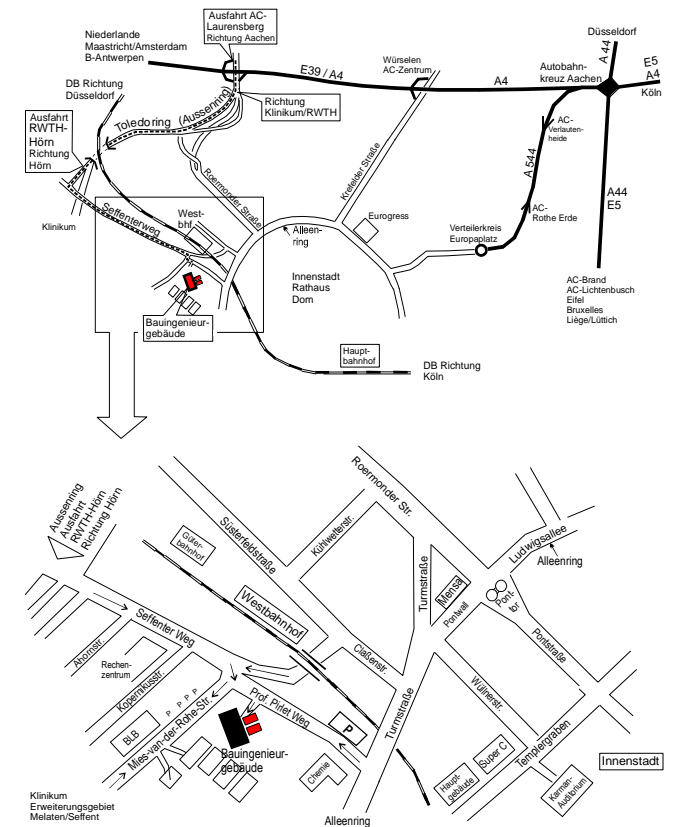 Ausfahrt AC-
Laurensberg
Richtung Aachen
Niederlande
Maastricht/Amsterdam
B-Antwerpen
E39 / A4
Würselen
AC-Zentrum
A4
Düsseldorf
A 44
Autobahn-
kreuz Aachen
E5
A4
Köln
DB Richtung
Düsseldorf
Richtung
Klinikum/RWTH
Toledoring (Aussenring)
Ausfahrt
RWTH-
Hörn
Richtung
Hörn
AC-
Verlauten-
heide
A 544
Krefelder Straße
Roermonder Straße
A44
E5
AC-
Rothe Erde
Klinikum
Seffenterweg
West-
bhf.
Alleen-
ring
Eurogress
Verteilerkreis
Europaplatz
Innenstadt
Rathaus
Dom
AC-Brand
AC-Lichtenbusch
Eifel
Bruxelles
Liège/Lüttich
Bauingenieur-
gebäude
Haupt-
bahnhof
DB Richtung
Köln
Aussenring
Ausfahrt
RWTH-Hörn
Richtung Hörn
Roermonder Str.
Süsterfeldstraße
Kühlwetterstr.
Güter-
bahnhof
Ludwigsallee
Alleenring
Turmstraße
Mensa
Pontwall
Pont-
tor
Westbahnhof
Seffenter Weg
Claßenstr.
Pontstraße
Ahornstr.
Rechen-
zentrum
Kopernikusstr.
P P P P
Mies-van-der-Rohe-Str.
Prof. Pirlet Weg
P
Turmstraße
Wüllnerstr.
Templergraben
BLB
Bauingenieur-
gebäude
Chemie
Haupt-
gebäude
Super C
Innenstadt
Karman-
Auditorium
Klinikum
Erweiterungsgebiet
Melaten/Seffent
Alleenring